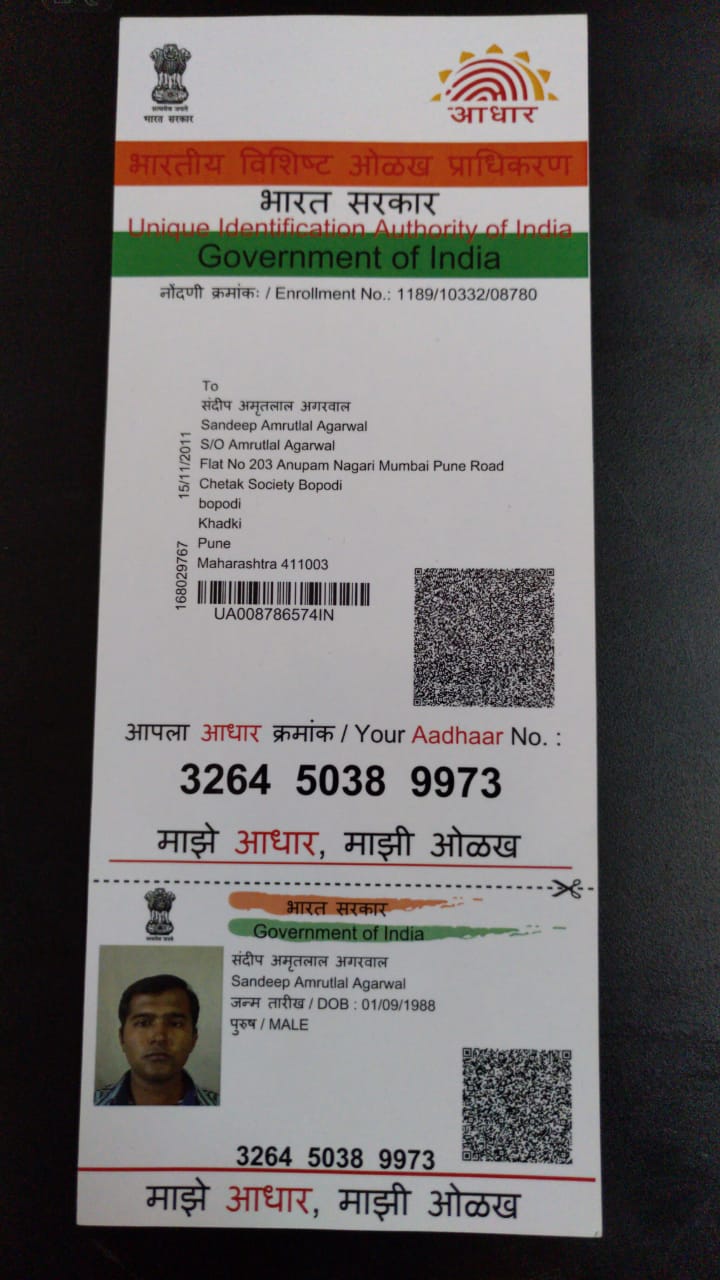 सत्यमेव जयते
भारत सरकार
आधार
भारतीय विशिष्ट ओळख प्राधिकरण
भारत सरकार
Unique Identification Authority of India
Government of India
नोंदणी क्रमांकः / Enrollment No.: 1189/10332/08780
To
संदीप अमृतलाल अगरवाल
Sandeep Amrutlal Agarwal
S/O Amrutlal Agarwal
Flat No 203 Anupam Nagari Mumbai Pune Road
Chetak Society Bopodi
bopodi
Khadki
Pune
Maharashtra 411003
15/11/2011
168029767
UA008786574IN
आपला आधार क्रमांक / Your Aadhaar No. :
3264 5038 9973
माझे आधार, माझी ओळख
सत्यमेव जयते
भारत सरकार
Government of India
संदीप अमृतलाल अगरवाल
Sandeep Amrutlal Agarwal
जन्म तारीख / DOB : 01/09/1988
पुरुष / MALE
3264 5038 9973
माझे आधार, माझी ओळख